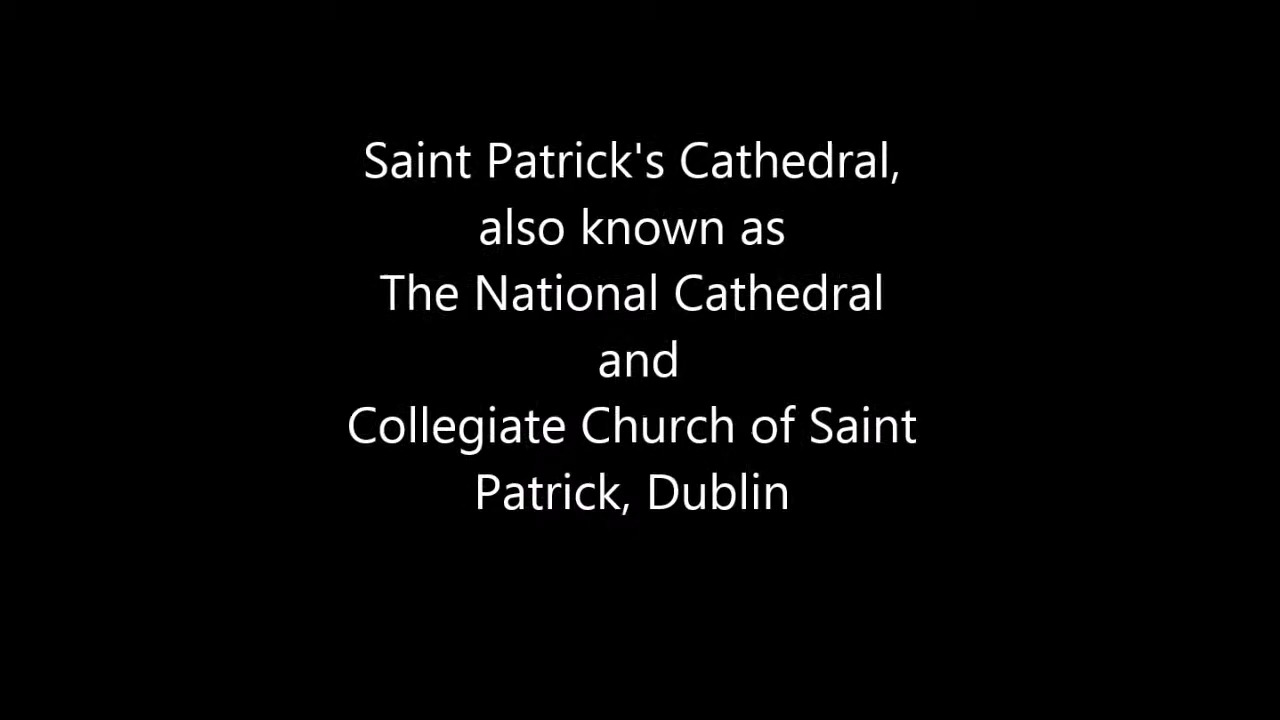 Saint Patrick's Cathedral,
also known as
The National Cathedral
and
Collegiate Church of Saint
Patrick, Dublin